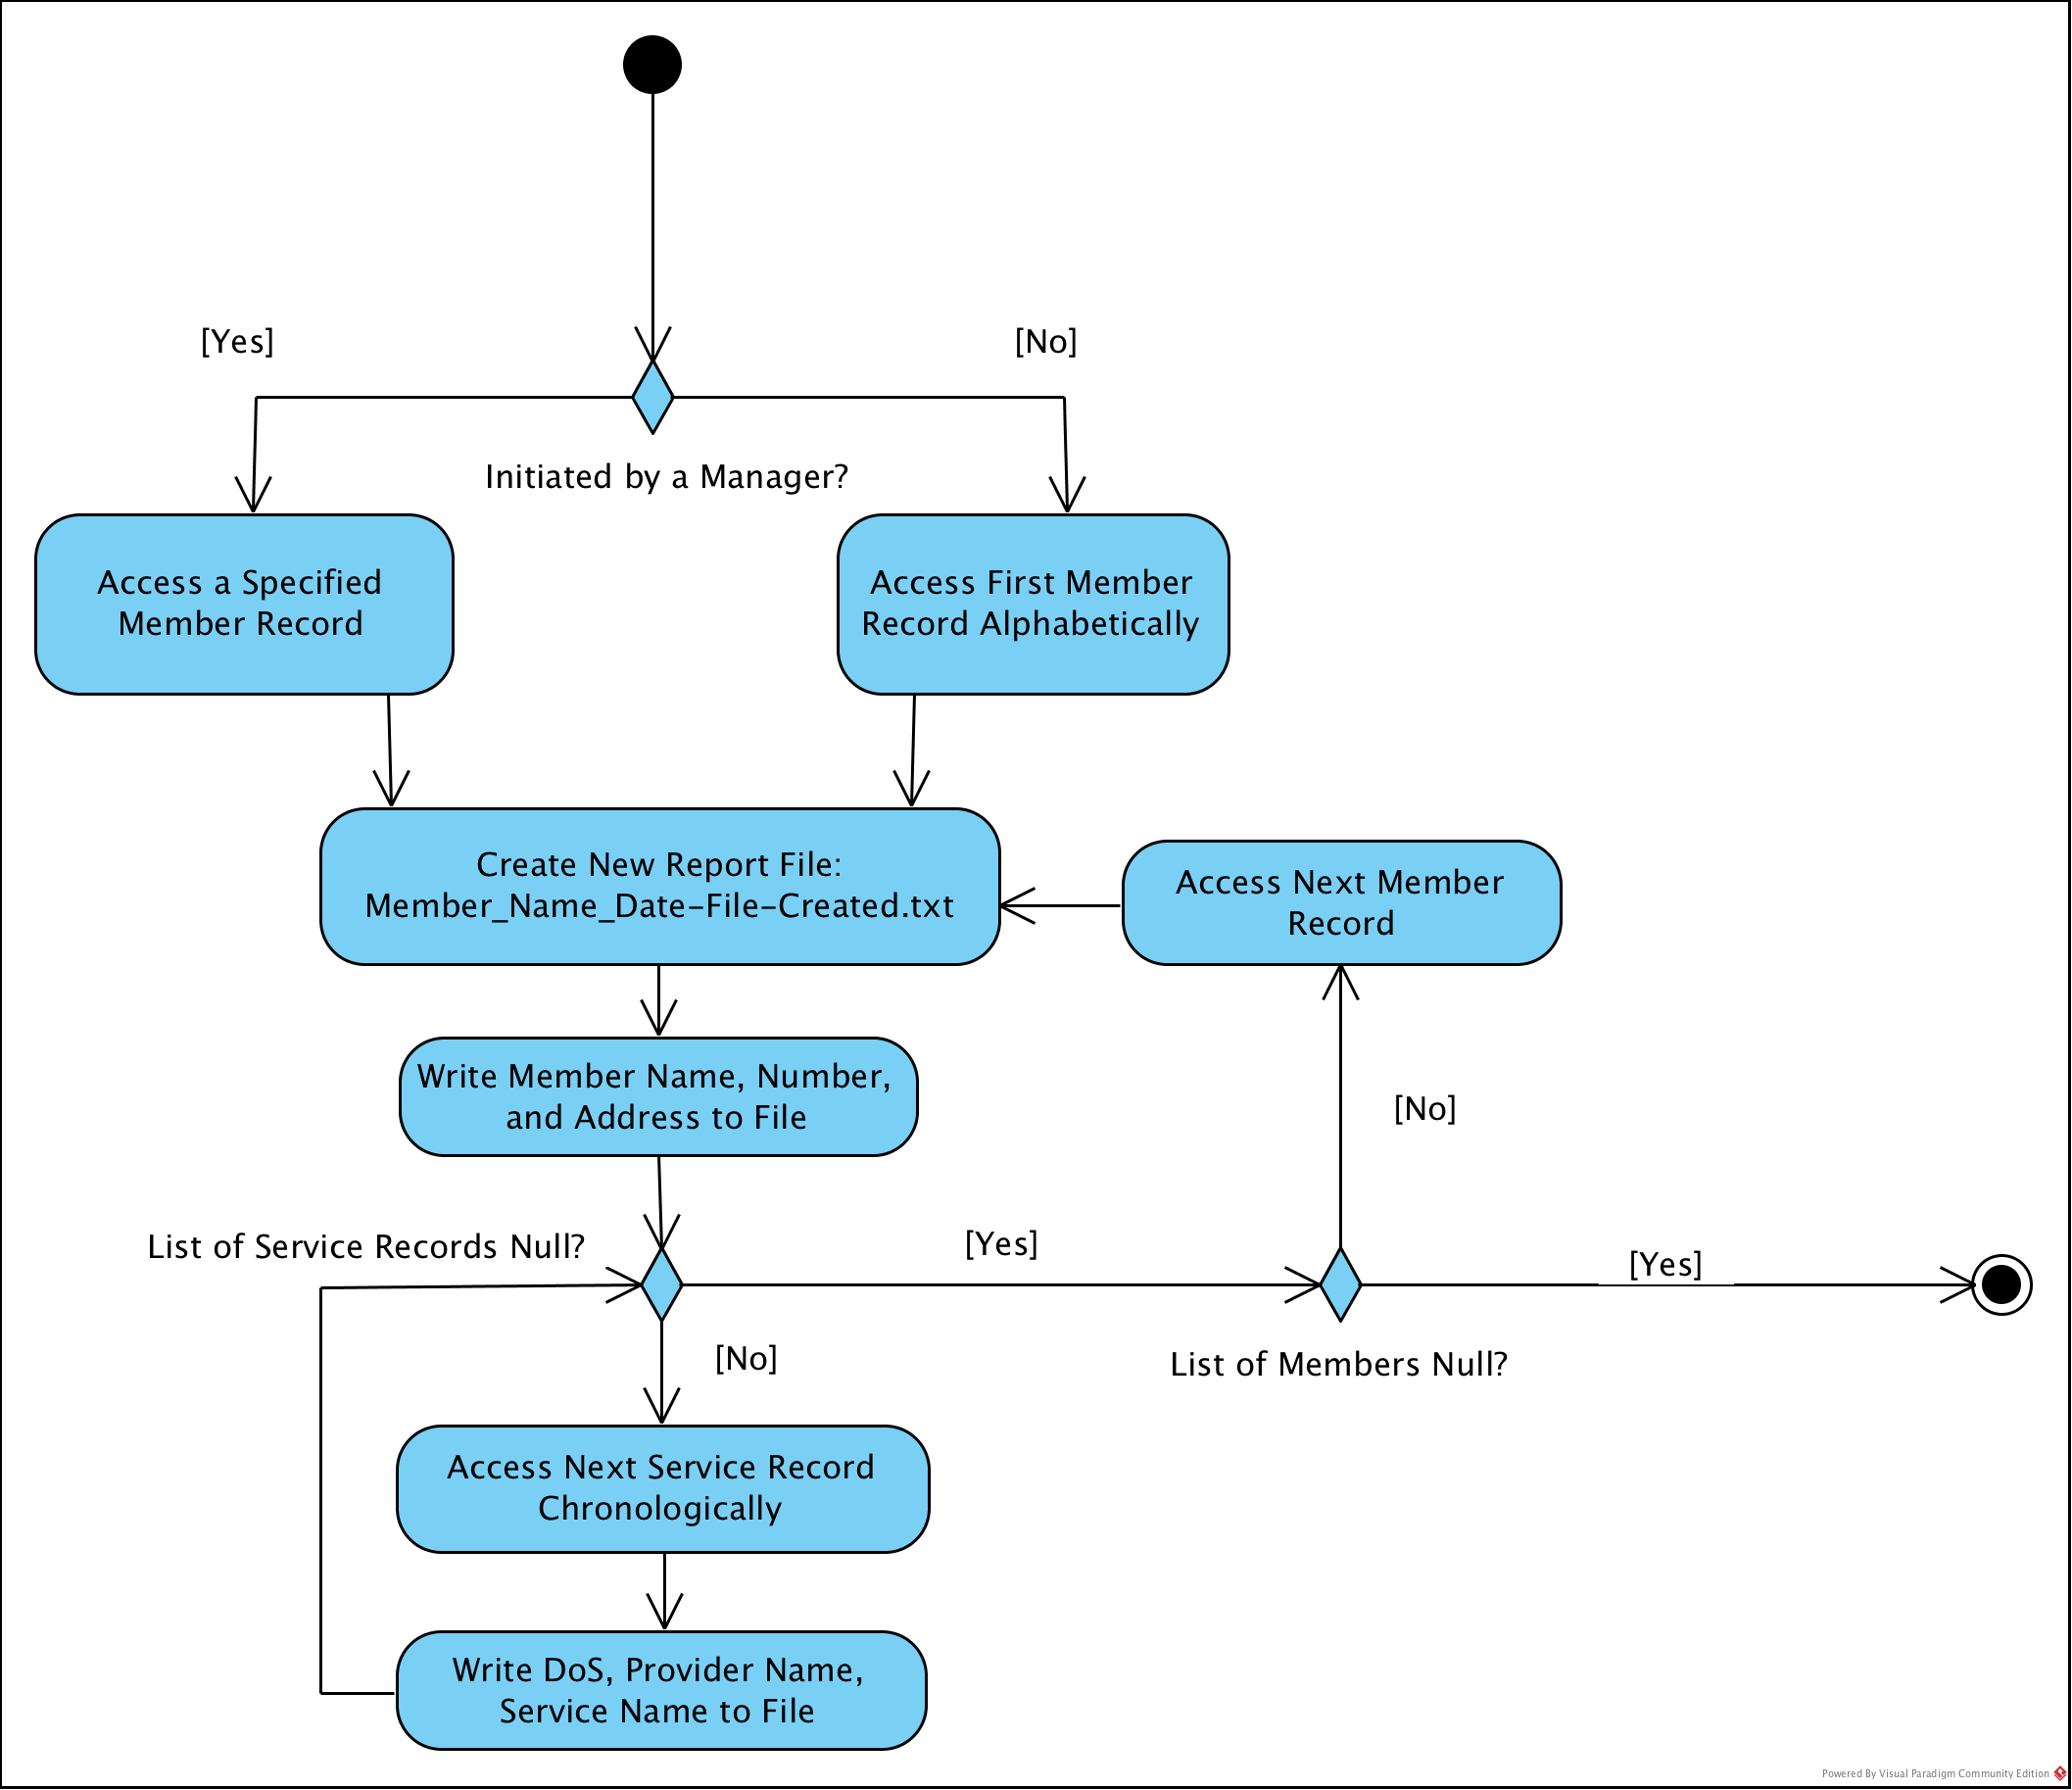 [Yes]
[No]
Initiated by a Manager?
Access a Specified
Member Record
Access First Member
Record Alphabetically
Create New Report File:
Member_Name_Date-File-Created.txt
Access Next Member
Record
Write Member Name, Number,
and Address to File
[No]
List of Service Records Null?
[Yes]
[Yes]
[No]
List of Members Null?
Access Next Service Record
Chronologically
Write DoS, Provider Name,
Service Name to File
Powered By Visual Paradigm Community Edition